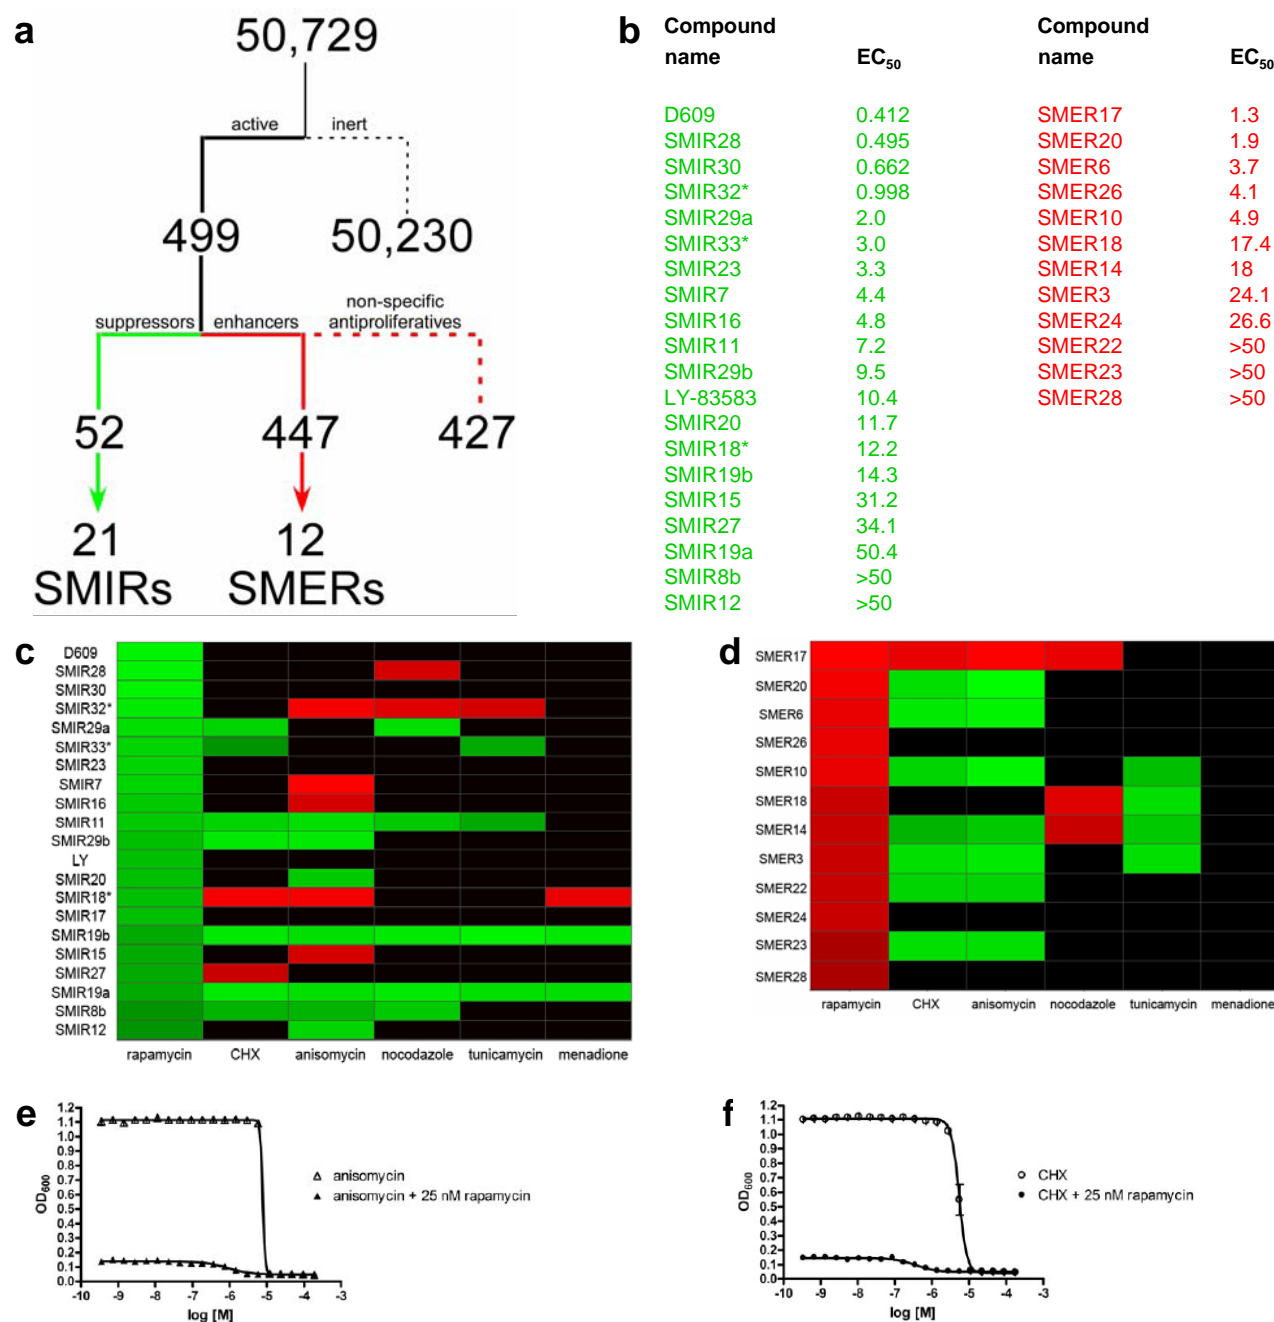 a
50,729
active
inert
499
50,230
suppressors
enhancers
non-specific
antiproliferatives
52
447
427
21
12
SMIRs
SMERs
b
Compound
name
EC50
D609 0.412
SMIR28 0.495
SMIR30 0.662
SMIR32* 0.998
SMIR29a 2.0
SMIR33* 3.0
SMIR23 3.3
SMIR7 4.4
SMIR16 4.8
SMIR11 7.2
SMIR29b 9.5
LY-83583 10.4
SMIR20 11.7
SMIR18* 12.2
SMIR19b 14.3
SMIR15 31.2
SMIR27 34.1
SMIR19a 50.4
SMIR8b >50
SMIR12 >50
Compound
name
EC50
SMER17 1.3
SMER20 1.9
SMER6 3.7
SMER26 4.1
SMER10 4.9
SMER18 17.4
SMER14 18
SMER3 24.1
SMER24 26.6
SMER22 >50
SMER23 >50
SMER28 >50
c
D609
SMIR28
SMIR30
SMIR32*
SMIR29a
SMIR33*
SMIR23
SMIR7
SMIR16
SMIR11
SMIR29b
LY
SMIR20
SMIR18*
SMIR17
SMIR19b
SMIR15
SMIR27
SMIR19a
SMIR8b
SMIR12
rapamycin CHX anisomycin nocodazole tunicamycin menadione
d
SMER17
SMER20
SMER6
SMER26
SMER10
SMER18
SMER14
SMER3
SMER22
SMER24
SMER23
SMER28
rapamycin CHX anisomycin nocodazole tunicamycin menadione
e
OD600
1.2
1.1
1.0
0.9
0.8
0.7
0.6
0.5
0.4
0.3
0.2
0.1
0.0
-10 -9 -8 -7 -6 -5 -4 -3
log [M]
anisomycin
anisomycin + 25 nM rapamycin
f
OD600
1.2
1.1
1.0
0.9
0.8
0.7
0.6
0.5
0.4
0.3
0.2
0.1
0.0
-10 -9 -8 -7 -6 -5 -4 -3
log [M]
CHX
CHX + 25 nM rapamycin